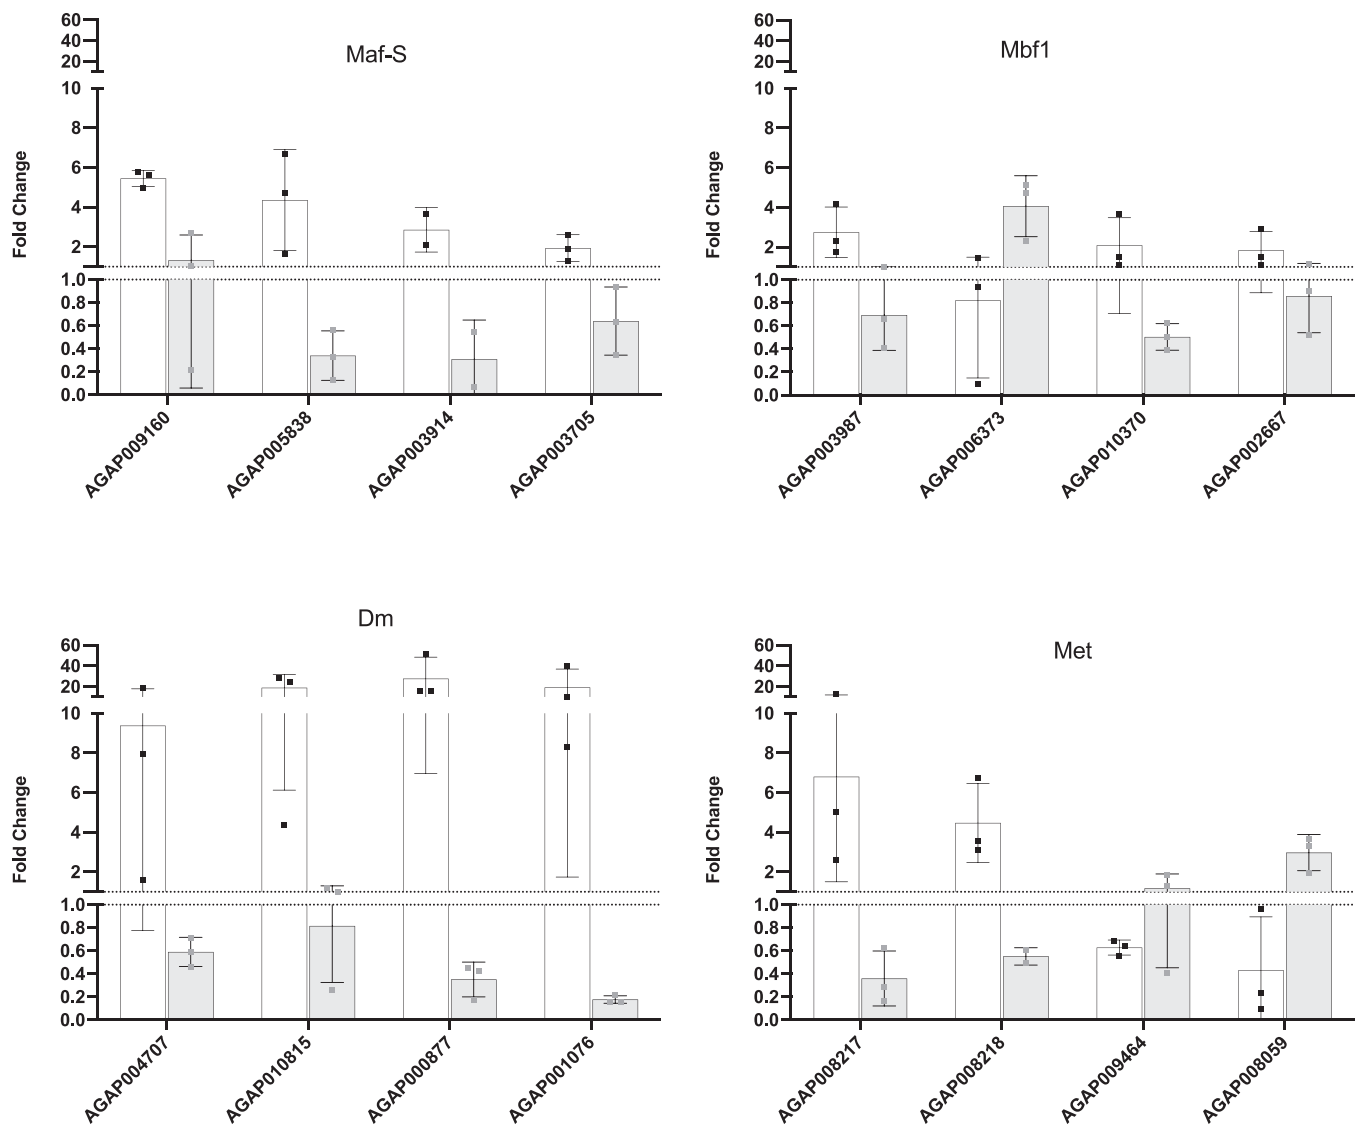 Maf-S
60
40
20
10
8
6
4
2
1.0
0.8
0.6
0.4
0.2
0.0
Fold Change
AGAP009160
AGAP005838
AGAP003914
AGAP003705
Mbf1
60
40
20
10
8
6
4
2
1.0
0.8
0.6
0.4
0.2
0.0
Fold Change
AGAP003987
AGAP006373
AGAP010370
AGAP002667
Dm
60
40
20
10
8
6
4
2
1.0
0.8
0.6
0.4
0.2
0.0
Fold Change
AGAP004707
AGAP010815
AGAP000877
AGAP001076
Met
60
40
20
10
8
6
4
2
1.0
0.8
0.6
0.4
0.2
0.0
Fold Change
AGAP008217
AGAP008218
AGAP009464
AGAP008059